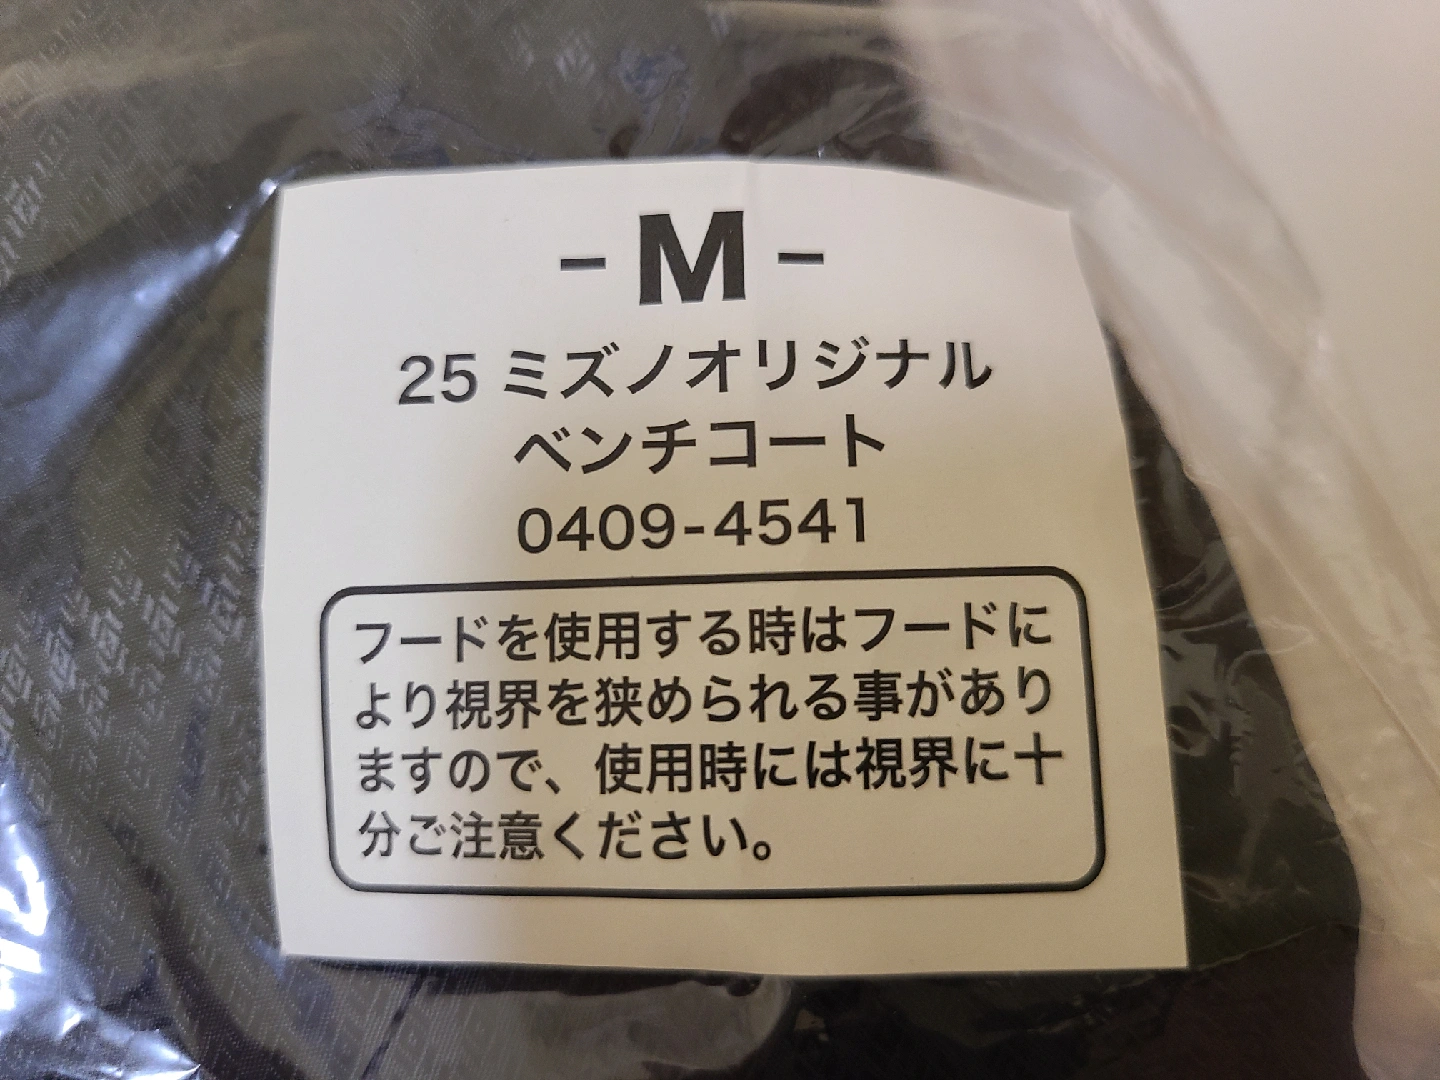 -M-
25 ミズノオリジナル
ベンチコート
0409-4541
フードを使用する時はフードに
より視界を狭められる事があり
ますので、使用時には視界に十
分ご注意ください。